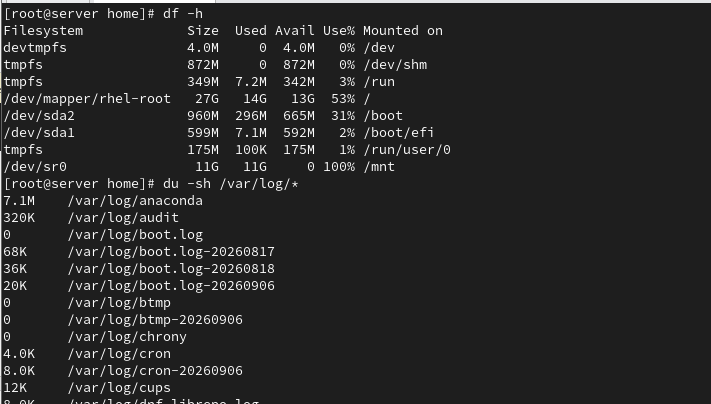 [root@server home]# df -h
Filesystem             Size  Used Avail Use% Mounted on
devtmpfs               4.0M     0  4.0M   0% /dev
tmpfs                  872M     0  872M   0% /dev/shm
tmpfs                  349M  7.2M  342M   3% /run
/dev/mapper/rhel-root   27G   14G   13G  53% /
/dev/sda2              960M  296M  665M  31% /boot
/dev/sda1              599M  7.1M  592M   2% /boot/efi
tmpfs                  175M  100K  175M   1% /run/user/0
/dev/sr0                11G   11G     0 100% /mnt
[root@server home]# du -sh /var/log/*
7.1M    /var/log/anaconda
320K    /var/log/audit
0       /var/log/boot.log
68K     /var/log/boot.log-20260817
36K     /var/log/boot.log-20260818
20K     /var/log/boot.log-20260906
0       /var/log/btmp
0       /var/log/btmp-20260906
0       /var/log/chrony
4.0K    /var/log/cron
8.0K    /var/log/cron-20260906
12K     /var/log/cups
8.0K    /var/log/dnf.librepo.log